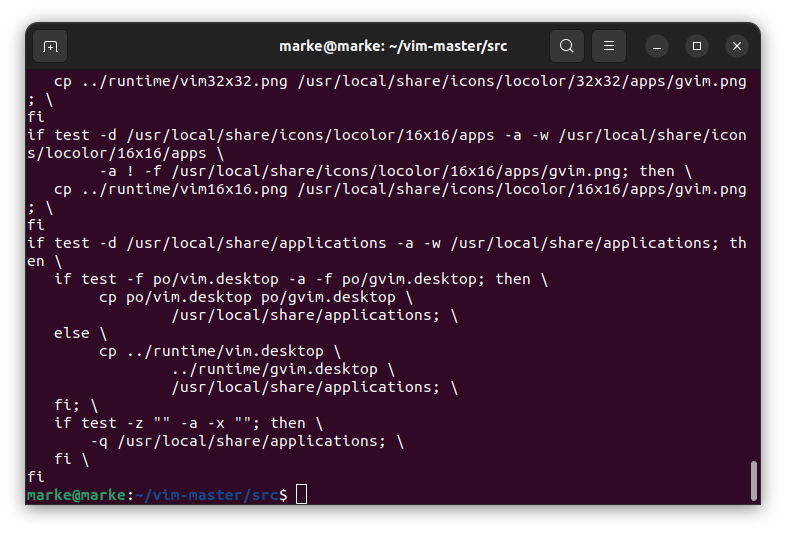 marke@marke: ~/vim-master/src
   cp ../runtime/vim32x32.png /usr/local/share/icons/locolor/32x32/apps/gvim.png
; \
fi
if test -d /usr/local/share/icons/locolor/16x16/apps -a -w /usr/local/share/icon
s/locolor/16x16/apps \
        -a ! -f /usr/local/share/icons/locolor/16x16/apps/gvim.png; then \
   cp ../runtime/vim16x16.png /usr/local/share/icons/locolor/16x16/apps/gvim.png
; \
fi
if test -d /usr/local/share/applications -a -w /usr/local/share/applications; th
en \
   if test -f po/vim.desktop -a -f po/gvim.desktop; then \
        cp po/vim.desktop po/gvim.desktop \
                /usr/local/share/applications; \
   else \
        cp ../runtime/vim.desktop \
                ../runtime/gvim.desktop \
                /usr/local/share/applications; \
   fi; \
   if test -z "" -a -x ""; then \
       -q /usr/local/share/applications; \
   fi \
fi
marke@marke:~/vim-master/src$